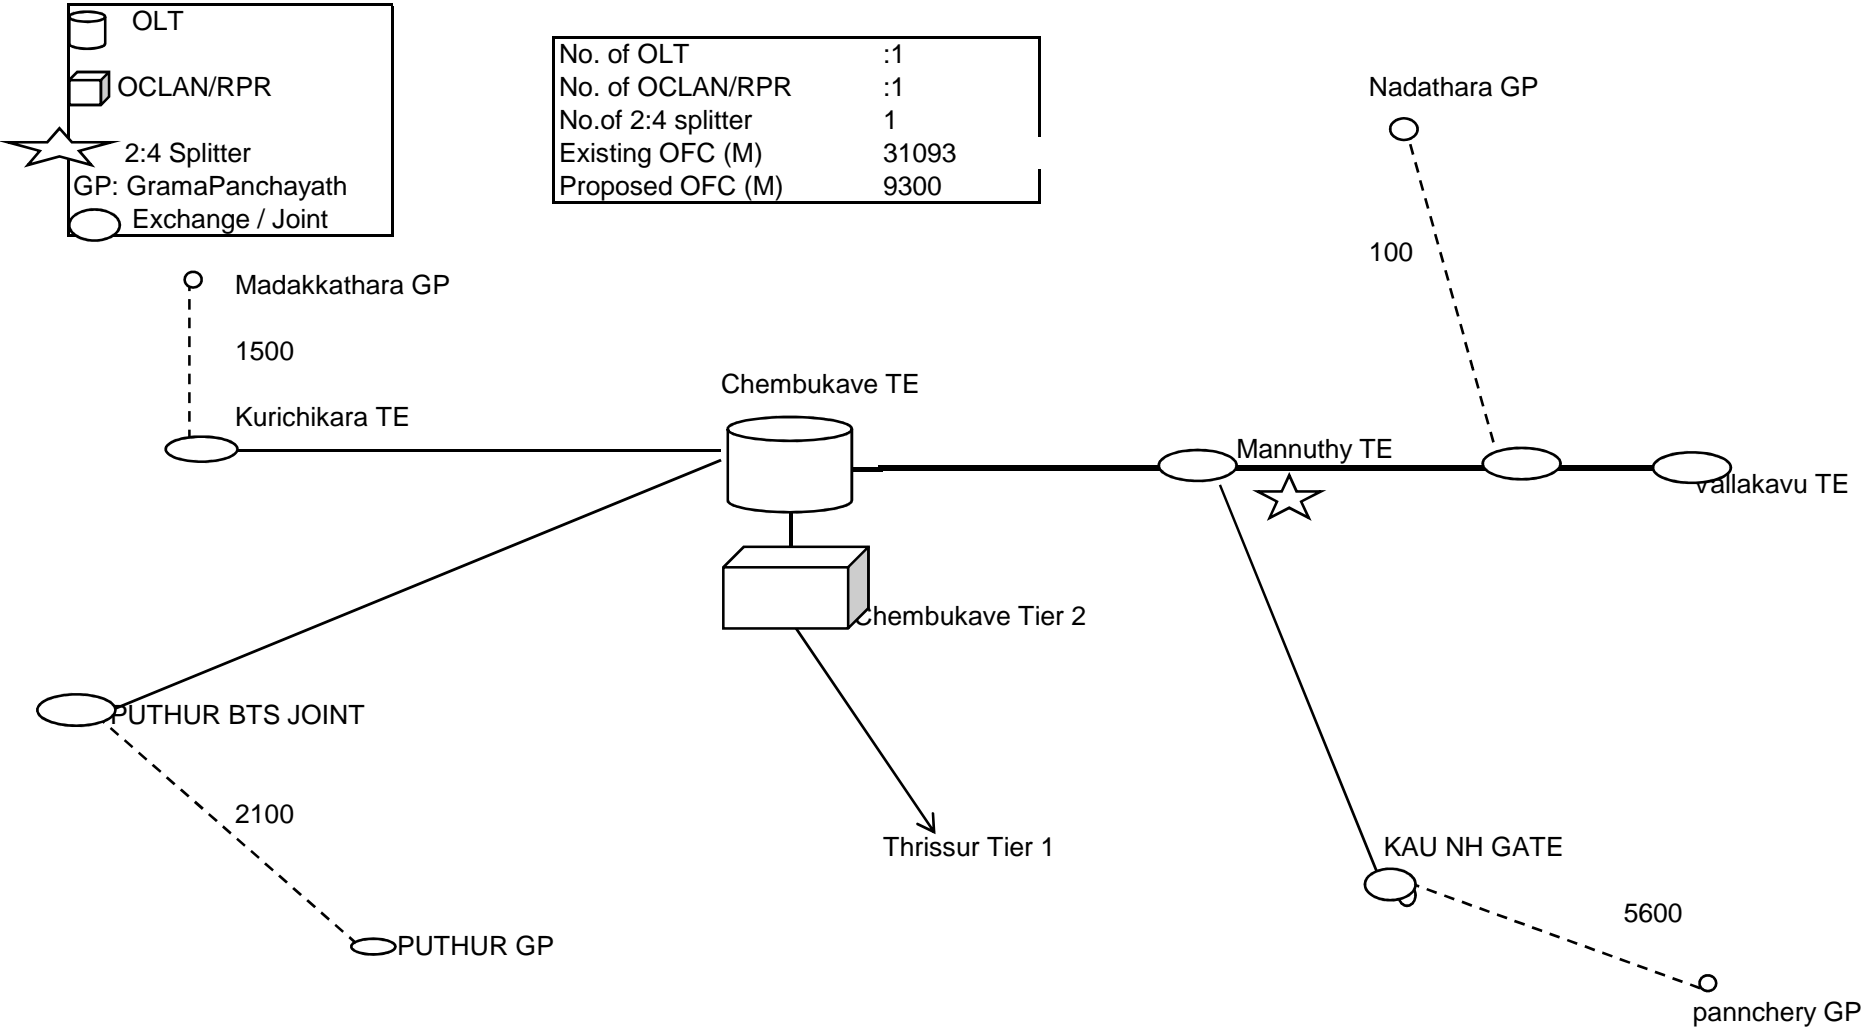 OLT
OCLAN/RPR
2:4 Splitter
GP: GramaPanchayath
Exchange / Joint
No. of OLT :1
No. of OCLAN/RPR :1
No.of 2:4 splitter 1
Existing OFC (M) 31093
Proposed OFC (M) 9300
Nadathara GP
100
Madakkathara GP
1500
Kurichikara TE
Chembukave TE
Mannuthy TE
Vallakavu TE
Chembukave Tier 2
PUTHUR BTS JOINT
2100
Thrissur Tier 1
KAU NH GATE
5600
PUTHUR GP
pannchery GP